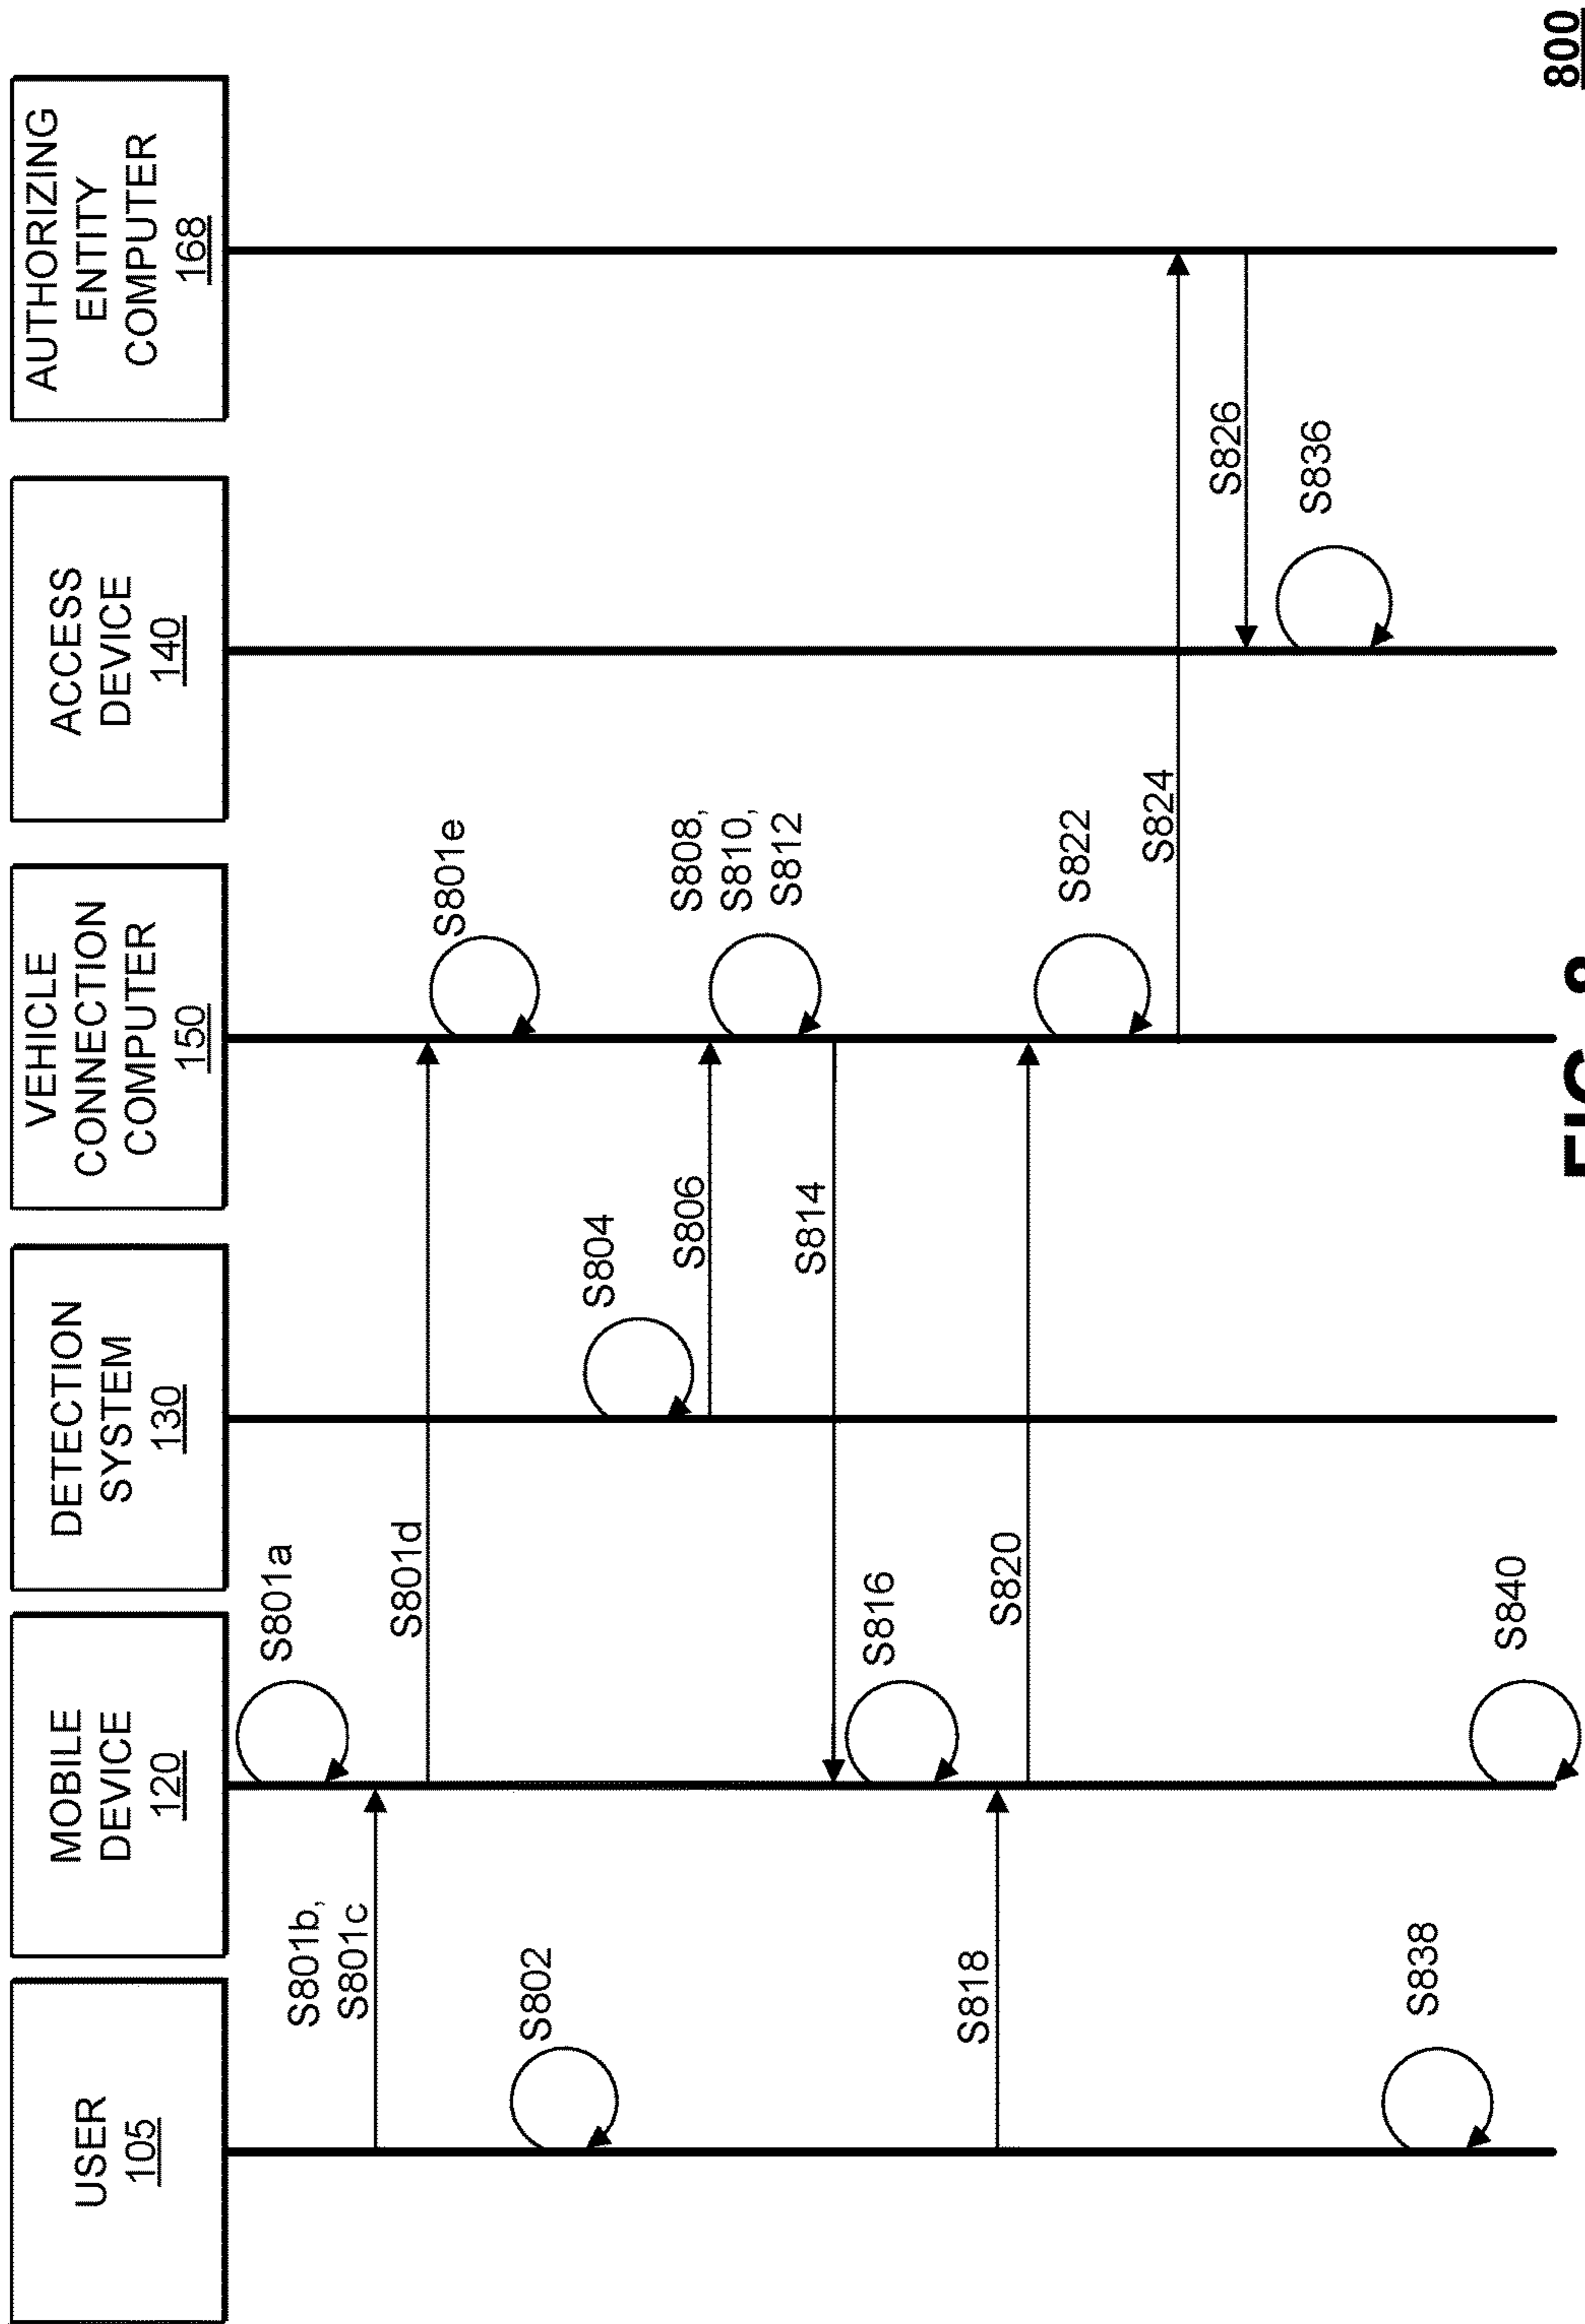 USER
105
MOBILE
DEVICE
120
DETECTION
SYSTEM
130
VEHICLE
CONNECTION
COMPUTER
150
ACCESS
DEVICE
140
AUTHORIZING
ENTITY
COMPUTER
168
S801a
S801b,
S801c
S801d
S801e
S802
S804
S806
S808,
S810,
S812
S814
S816
S818
S820
S822
S824
S826
S836
S838
S840
FIG. 8
800